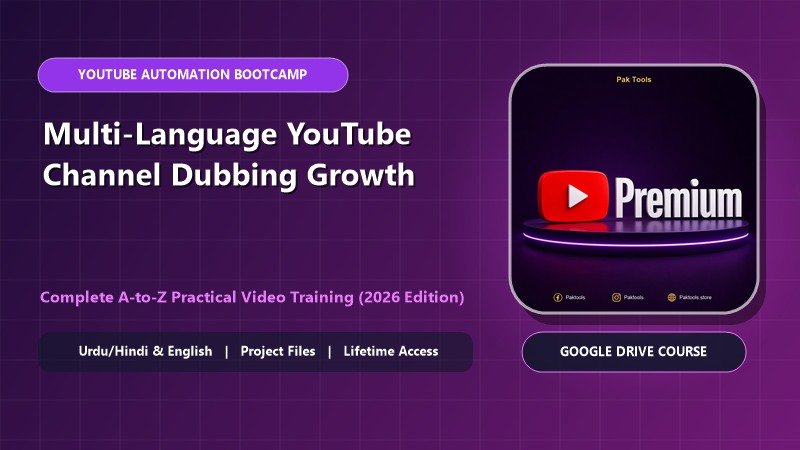 YOUTUBE AUTOMATION BOOTCAMP
Multi-Language YouTube
Channel Dubbing Growth
Complete A-to-Z Practical Video Training (2026 Edition)
Urdu/Hindi & English | Project Files | Lifetime Access
Pak Tools
Premium
Paktools Paktools Paktools.store
GOOGLE DRIVE COURSE